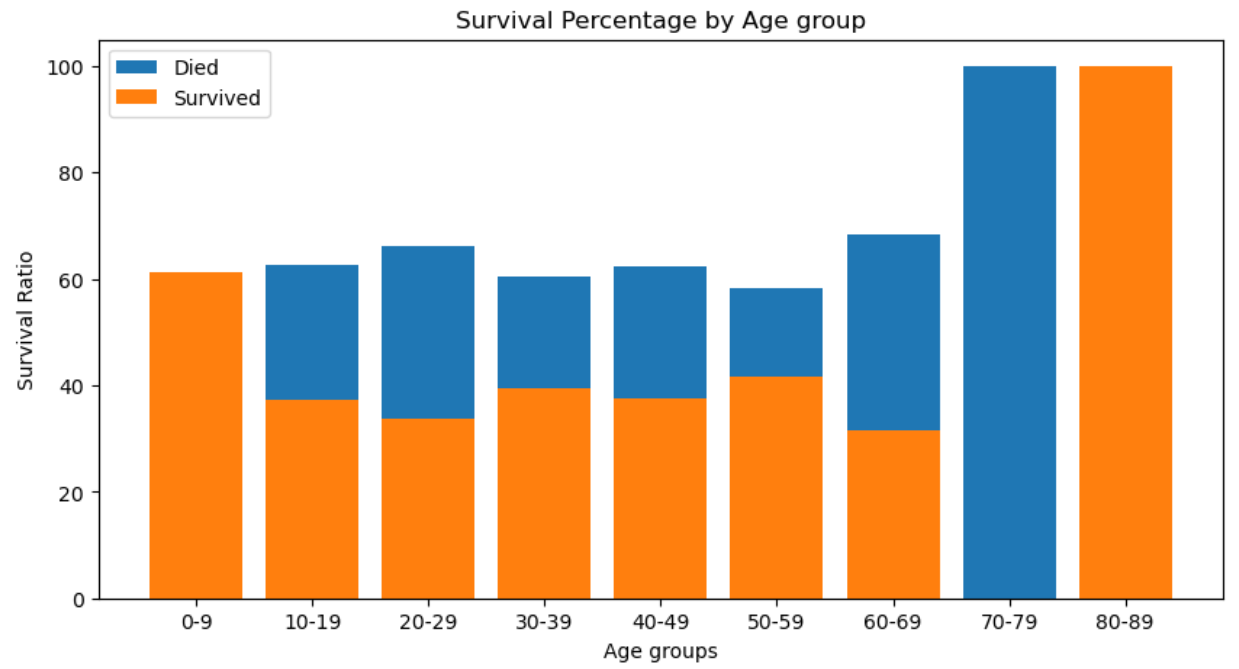 Survival Percentage by Age group
Died
Survived
100
80
60
40
20
0
Survival Ratio
0-9 10-19 20-29 30-39 40-49 50-59 60-69 70-79 80-89
Age groups